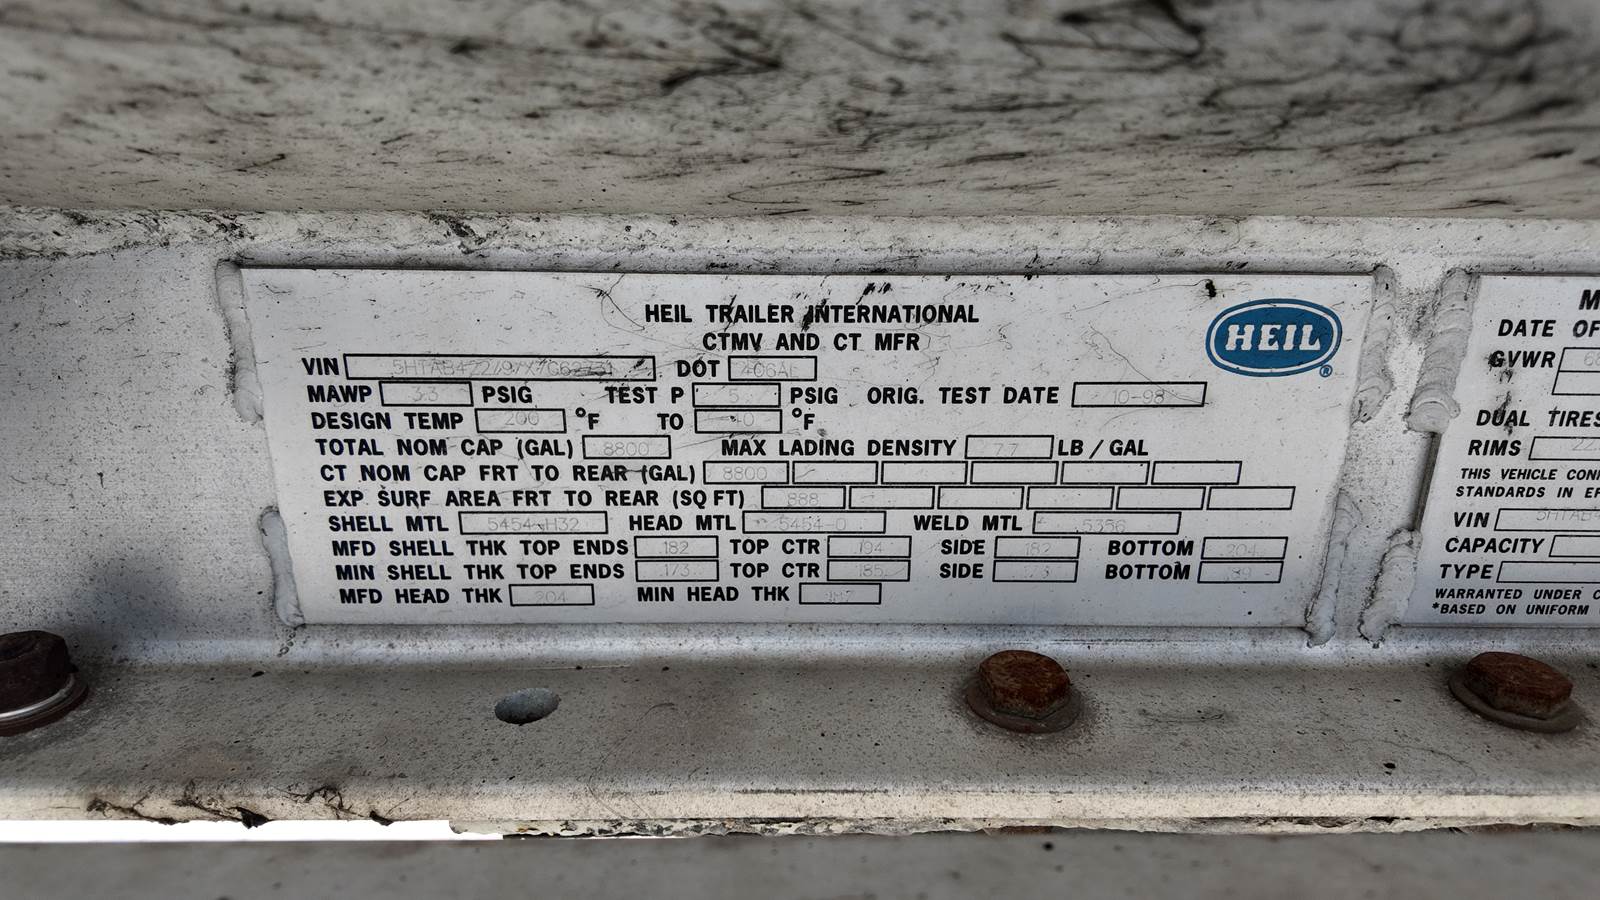 HEIL TRAILER INTERNATIONAL
CTMV AND CT MFR
HEIL ®
VIN DOT 406AL
MAWP 3.3 PSIG TEST P 5 PSIG ORIG. TEST DATE 10-98
DESIGN TEMP 200 °F TO °F
TOTAL NOM CAP (GAL) 8800 MAX LADING DENSITY 7.7 LB / GAL
CT NOM CAP FRT TO REAR (GAL) 8800
EXP SURF AREA FRT TO REAR (SQ FT) 888
SHELL MTL 5454-H32 HEAD MTL 5454-0 WELD MTL 5356
MFD SHELL THK TOP ENDS .182 TOP CTR .194 SIDE .182 BOTTOM .204
MIN SHELL THK TOP ENDS .173 TOP CTR .185 SIDE .173 BOTTOM
MFD HEAD THK .204 MIN HEAD THK
DATE OF
GVWR
DUAL TIRES
RIMS
THIS VEHICLE
STANDARDS IN
VIN
CAPACITY
TYPE
WARRANTED UNDER
*BASED ON UNIFORM